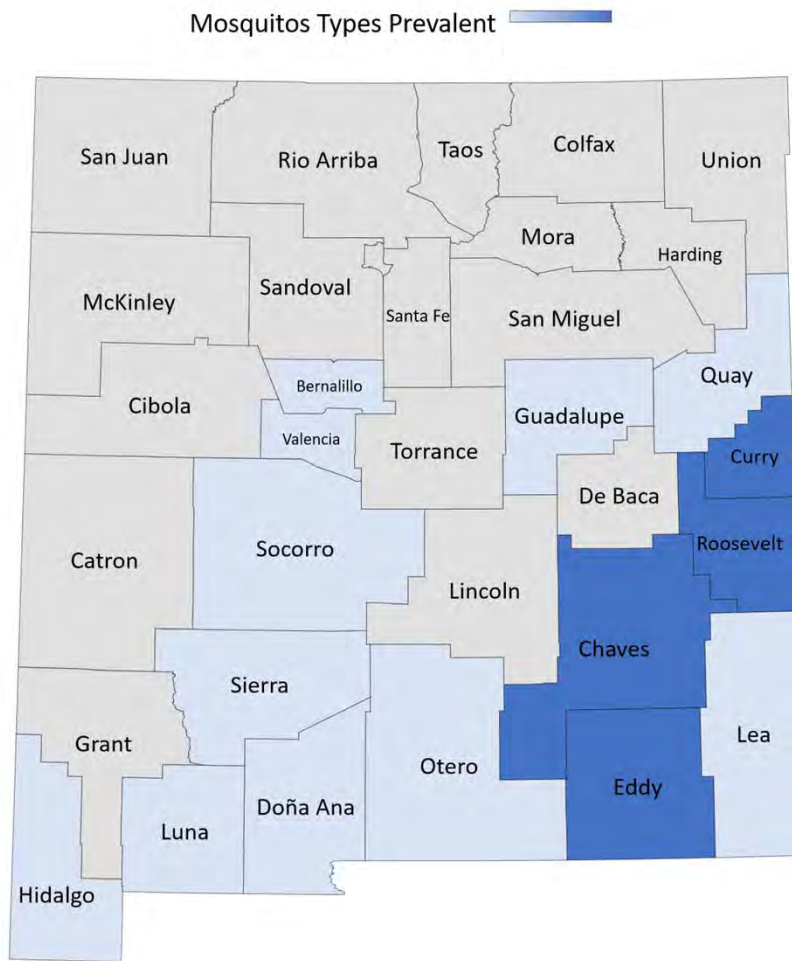 Mosquitos Types Prevalent
San Juan
Rio Arriba
Taos
Colfax
Union
Mora
Harding
McKinley
Sandoval
Santa Fe
San Miguel
Quay
Bernalillo
Cibola
Guadalupe
Valencia
Torrance
Curry
De Baca
Roosevelt
Catron
Socorro
Lincoln
Chaves
Sierra
Grant
Otero
Lea
Eddy
Doña Ana
Luna
Hidalgo